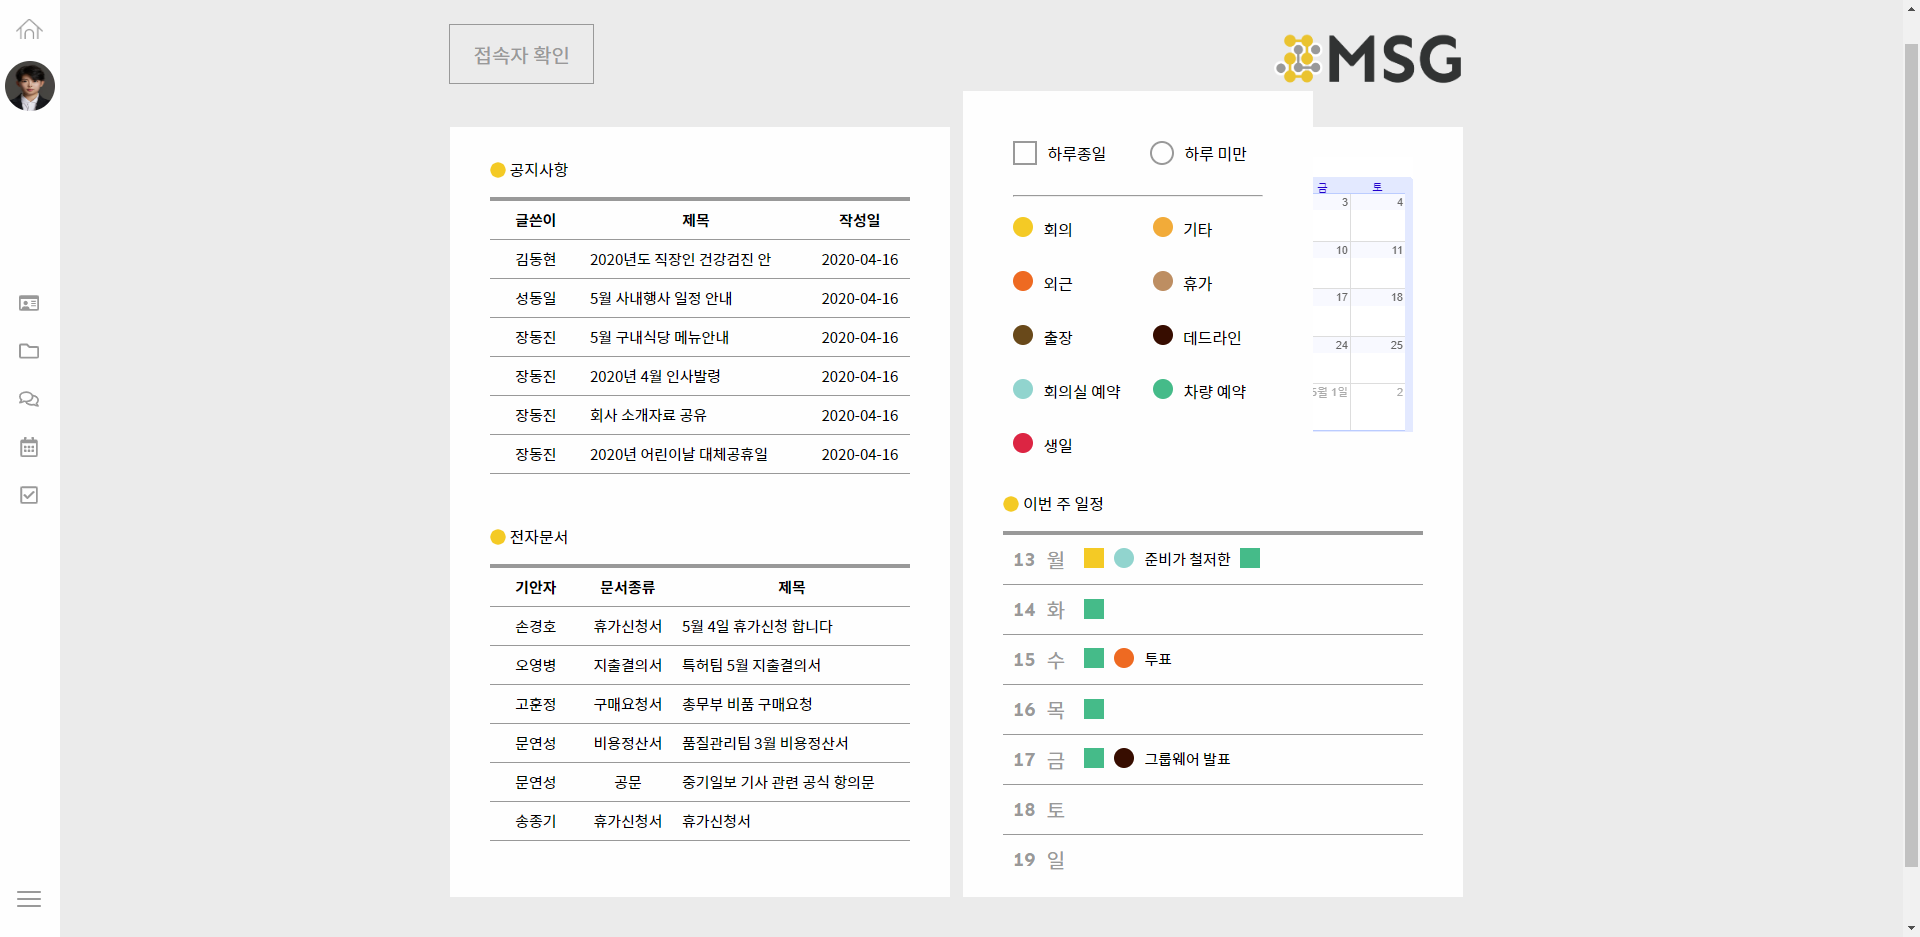 접속자 확인
MSG
공지사항
글쓴이 제목 작성일
김동현 2020년도 직장인 건강검진 안 2020-04-16
성동일 5월 사내행사 일정 안내 2020-04-16
장동진 5월 구내식당 메뉴안내 2020-04-16
장동진 2020년 4월 인사발령 2020-04-16
장동진 회사 소개자료 공유 2020-04-16
장동진 2020년 어린이날 대체공휴일 2020-04-16
전자문서
기안자 문서종류 제목
손경호 휴가신청서 5월 4일 휴가신청 합니다
오영병 지출결의서 특허팀 5월 지출결의서
고훈정 구매요청서 총무부 비품 구매요청
문연성 비용정산서 품질관리팀 3월 비용정산서
문연성 공문 중기일보 기사 관련 공식 항의문
송종기 휴가신청서 휴가신청서
하루종일 하루 미만
회의 기타
외근 휴가
출장 데드라인
회의실 예약 차량 예약
생일
금 토
3 4
10 11
17 18
24 25
5월 1일 2
이번 주 일정
13 월 준비가 철저한
14 화
15 수 투표
16 목
17 금 그룹웨어 발표
18 토
19 일